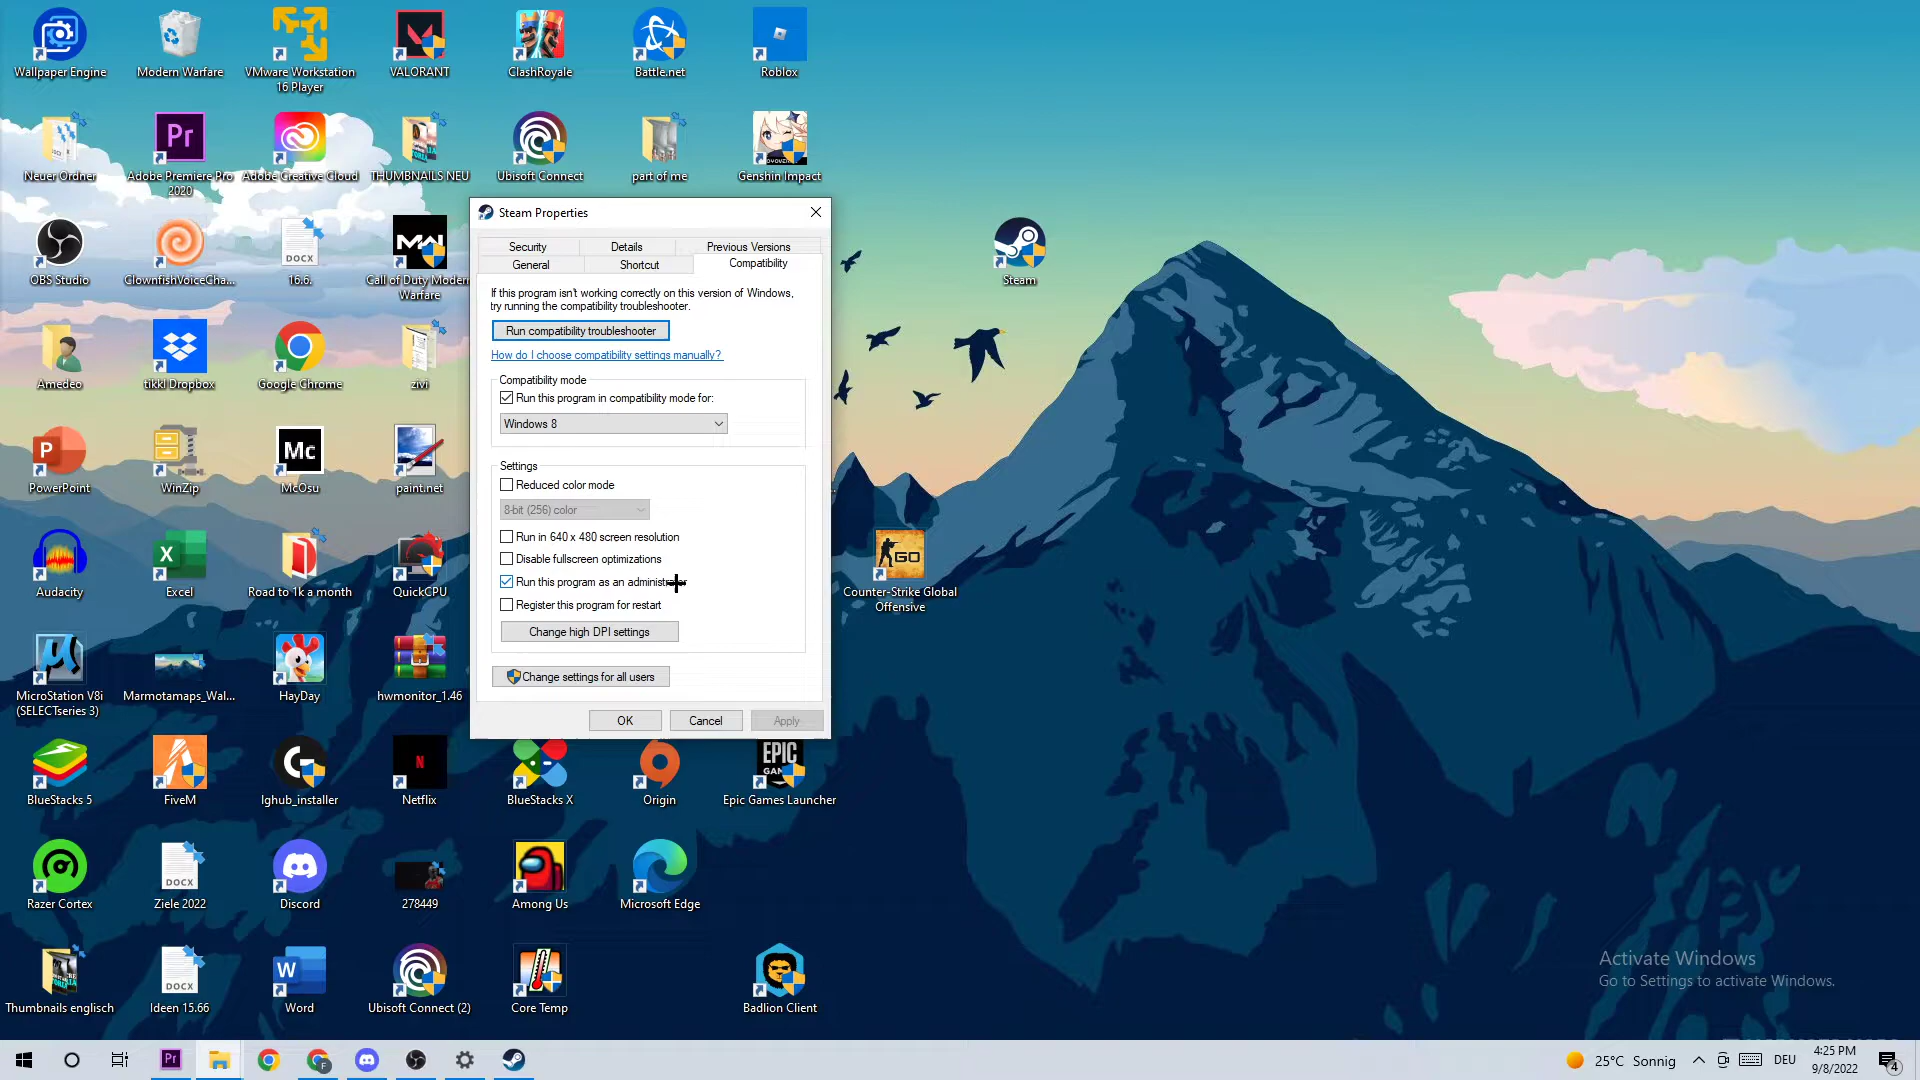 Wallpaper Engine
Modern Warfare
VMware Workstation
16 Player
VALORANT
ClashRoyale
Battle.net
Roblox
Neuer Ordner
Adobe Premiere Pro
2020
Adobe Creative Cloud
THUMBNAILS NEU
Ubisoft Connect
part of me
Genshin Impact
OBS Studio
ClownfishVoiceCha...
DOCX
16.6.
Call of Duty Modern
Warfare
Steam
Amedeo
tikkl Dropbox
Google Chrome
zivi
PowerPoint
WinZip
Mc
McOsu
paint.net
Audacity
Excel
Road to 1k a month
QuickCPU
GO
Counter-Strike Global
Offensive
MicroStation V8i
(SELECTseries 3)
Marmotamaps_Wal...
HayDay
hwmonitor_1.46
BlueStacks 5
FiveM
lghub_installer
Netflix
BlueStacks X
Origin
EPIC
Epic Games Launcher
Razer Cortex
DOCX
Ziele 2022
Discord
278449
Among Us
Microsoft Edge
Thumbnails englisch
DOCX
Ideen 15.66
Word
Ubisoft Connect (2)
Core Temp
Badlion Client
Steam Properties
Security
Details
Previous Versions
General
Shortcut
Compatibility
If this program isn't working correctly on this version of Windows,
try running the compatibility troubleshooter.
Run compatibility troubleshooter
How do I choose compatibility settings manually?
Compatibility mode
Run this program in compatibility mode for:
Windows 8
Settings
Reduced color mode
8-bit (256) color
Run in 640 x 480 screen resolution
Disable fullscreen optimizations
Run this program as an administrator
Register this program for restart
Change high DPI settings
Change settings for all users
OK
Cancel
Apply
Activate Windows
Go to Settings to activate Windows.
25°C Sonnig
DEU
4:25 PM
9/8/2022
4